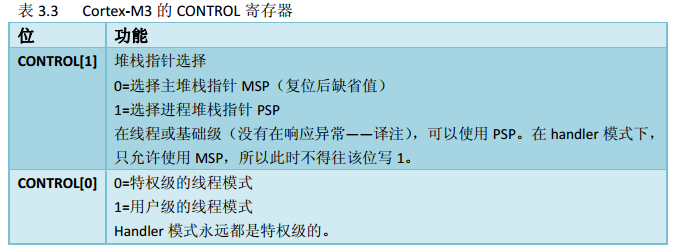 表 3.3 Cortex-M3 的 CONTROL 寄存器
位 功能
CONTROL[1] 堆栈指针选择
0=选择主堆栈指针 MSP（复位后缺省值）
1=选择进程堆栈指针 PSP
在线程或基础级（没有在响应异常——译注），可以使用 PSP。在 handler 模式下，
只允许使用 MSP，所以此时不得往该位写 1。
CONTROL[0] 0=特权级的线程模式
1=用户级的线程模式
Handler 模式永远都是特权级的。